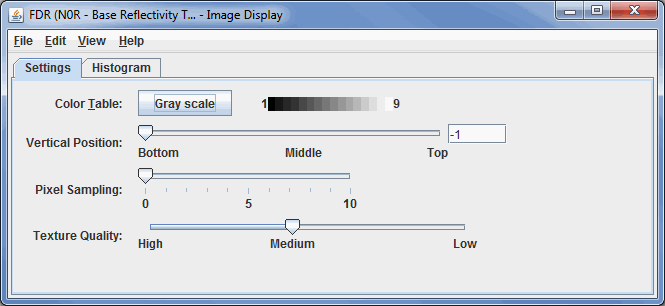 FDR (N0R - Base Reflectivity T... - Image Display
File Edit View Help
Settings Histogram
Color Table: Gray scale 1 9
Vertical Position: -1
Bottom Middle Top
Pixel Sampling:
0 5 10
Texture Quality:
High Medium Low